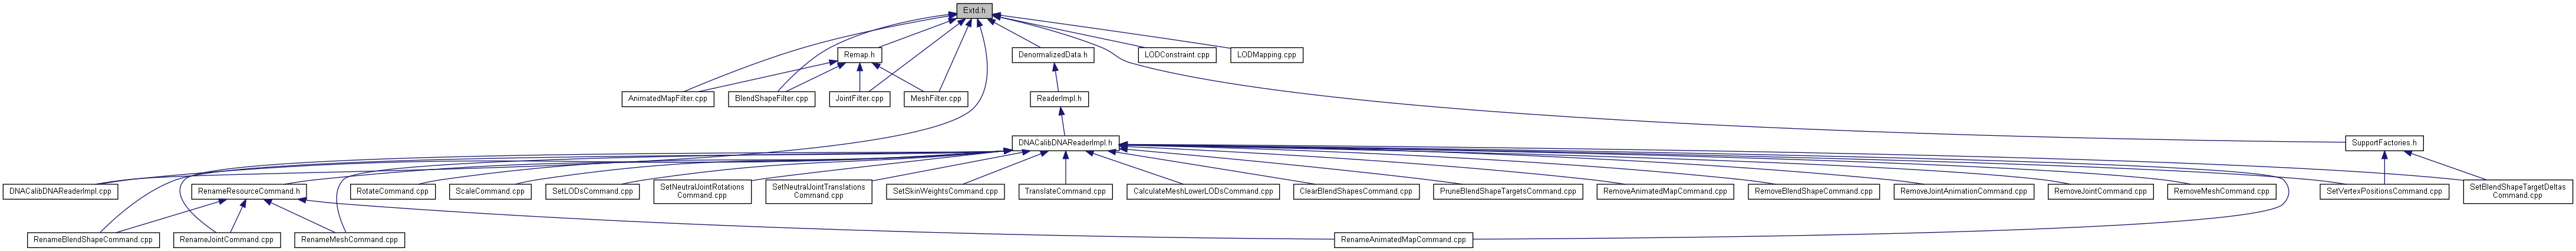 Extd.h
Remap.h
DenormalizedData.h
LODConstraint.cpp
LODMapping.cpp
AnimatedMapFilter.cpp
BlendShapeFilter.cpp
JointFilter.cpp
MeshFilter.cpp
ReaderImpl.h
DNACalibDNAReaderImpl.h
SupportFactories.h
DNACalibDNAReaderImpl.cpp
RenameResourceCommand.h
RotateCommand.cpp
ScaleCommand.cpp
SetLODsCommand.cpp
SetNeutralJointRotations
Command.cpp
SetNeutralJointTranslations
Command.cpp
SetSkinWeightsCommand.cpp
TranslateCommand.cpp
CalculateMeshLowerLODsCommand.cpp
ClearBlendShapesCommand.cpp
PruneBlendShapeTargetsCommand.cpp
RemoveAnimatedMapCommand.cpp
RemoveBlendShapeCommand.cpp
RemoveJointAnimationCommand.cpp
RemoveJointCommand.cpp
RemoveMeshCommand.cpp
SetVertexPositionsCommand.cpp
SetBlendShapeTargetDeltas
Command.cpp
RenameBlendShapeCommand.cpp
RenameJointCommand.cpp
RenameMeshCommand.cpp
RenameAnimatedMapCommand.cpp